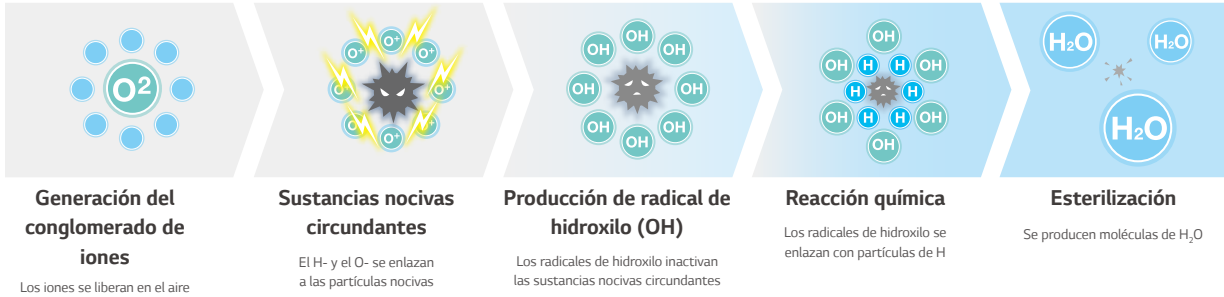 O²
O⁺ O⁺ O⁺
O⁺ O⁺
O⁺ O⁺ O⁺
OH OH OH
OH OH
OH OH OH
OH
OH H H OH
H H
OH H H OH
OH
H₂O H₂O
H₂O
Generación del
conglomerado de
iones
Los iones se liberan en el aire
Sustancias nocivas
circundantes
El H- y el O- se enlazan
a las partículas nocivas
Producción de radical de
hidroxilo (OH)
Los radicales de hidroxilo inactivan
las sustancias nocivas circundantes
Reacción química
Los radicales de hidroxilo se
enlazan con partículas de H
Esterilización
Se producen moléculas de H₂O